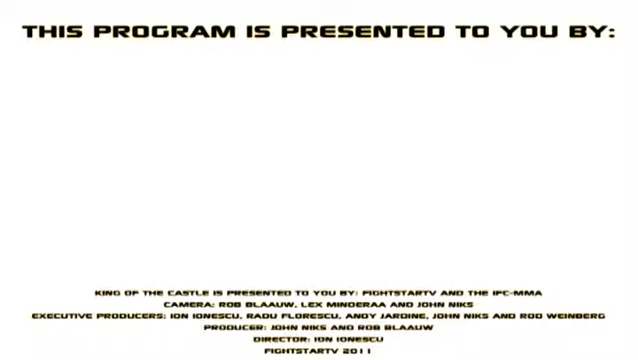 THIS PROGRAM IS PRESENTED TO YOU BY:
KING OF THE CASTLE IS PRESENTED TO YOU BY: FIGHTSTARTV AND THE IFC-MMA
CAMERA: ROB BLAAUW, LEX MINDERAA AND JOHN NIKS
EXECUTIVE PRODUCERS: ION IONESCU, RADU FLORESCU, ANDY JARDINE, JOHN NIKS AND ROD WEINBERG
PRODUCER: JOHN NIKS AND ROB BLAAUW
DIRECTOR: ION IONESCU
FIGHTSTARTV 2011